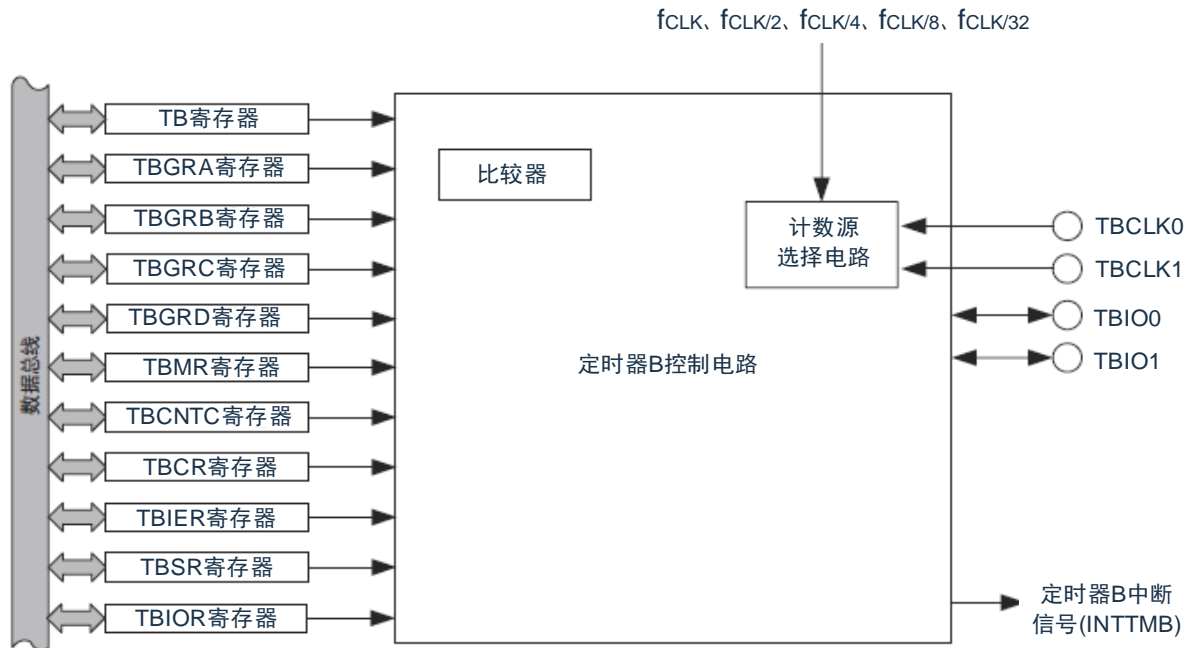 fCLK、fCLK/2、fCLK/4、fCLK/8、fCLK/32
数据总线
TB寄存器
TBGRA寄存器
TBGRB寄存器
TBGRC寄存器
TBGRD寄存器
TBMR寄存器
TBCNTC寄存器
TBCR寄存器
TBIER寄存器
TBSR寄存器
TBIOR寄存器
比较器
计数源
选择电路
定时器B控制电路
TBCLK0
TBCLK1
TBIO0
TBIO1
定时器B中断
信号(INTTMB)